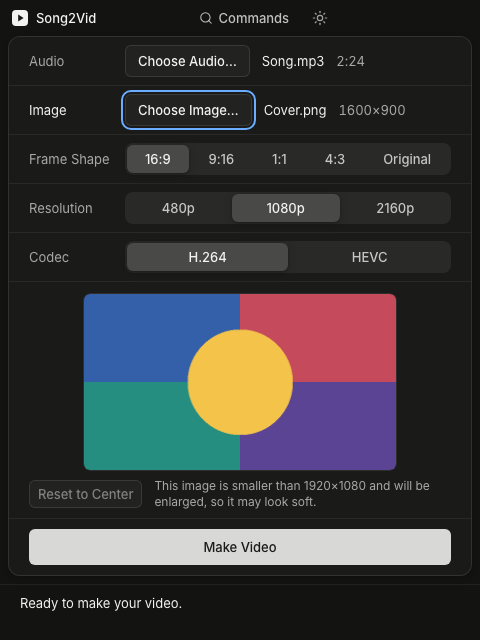 Song2Vid
Commands
Audio
Choose Audio...
Song.mp3
2:24
Image
Choose Image...
Cover.png
1600×900
Frame Shape
16:9
9:16
1:1
4:3
Original
Resolution
480p
1080p
2160p
Codec
H.264
HEVC
Reset to Center
This image is smaller than 1920×1080 and will be
enlarged, so it may look soft.
Make Video
Ready to make your video.